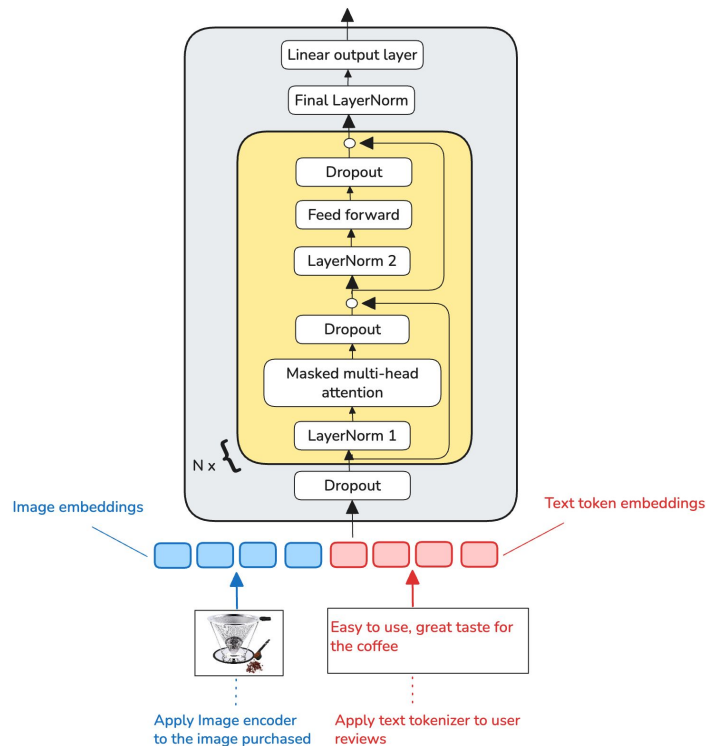 Linear output layer
Final LayerNorm
Dropout
Feed forward
LayerNorm 2
Dropout
Masked multi-head
attention
LayerNorm 1
N x {
Dropout
Image embeddings
Text token embeddings
Easy to use, great taste for
the coffee
Apply Image encoder
to the image purchased
Apply text tokenizer to user
reviews